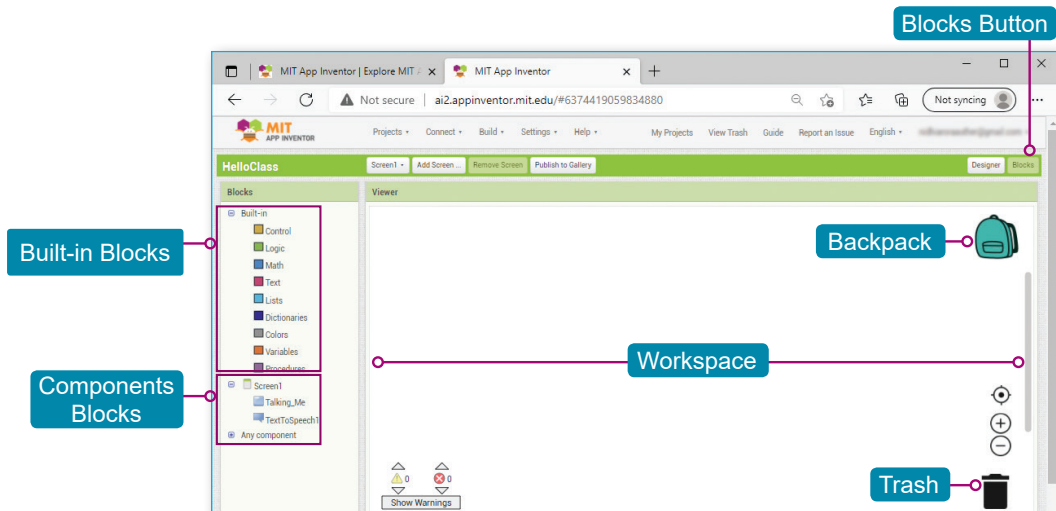 Blocks Button
MIT App Inventor | Explore MIT
MIT App Inventor
Not secure | ai2.appinventor.mit.edu/#6374419059834880
Not syncing
MIT
APP INVENTOR
Projects
Connect
Build
Settings
Help
My Projects
View Trash
Guide
Report an Issue
English
HelloClass
Screen1
Add Screen ...
Remove Screen
Publish to Gallery
Designer
Blocks
Blocks
Viewer
Built-in Blocks
Built-in
Control
Logic
Math
Text
Lists
Dictionaries
Colors
Variables
Procedures
Backpack
Workspace
Components
Blocks
Screen1
Talking_Me
TextToSpeech1
Any component
0
0
Show Warnings
Trash